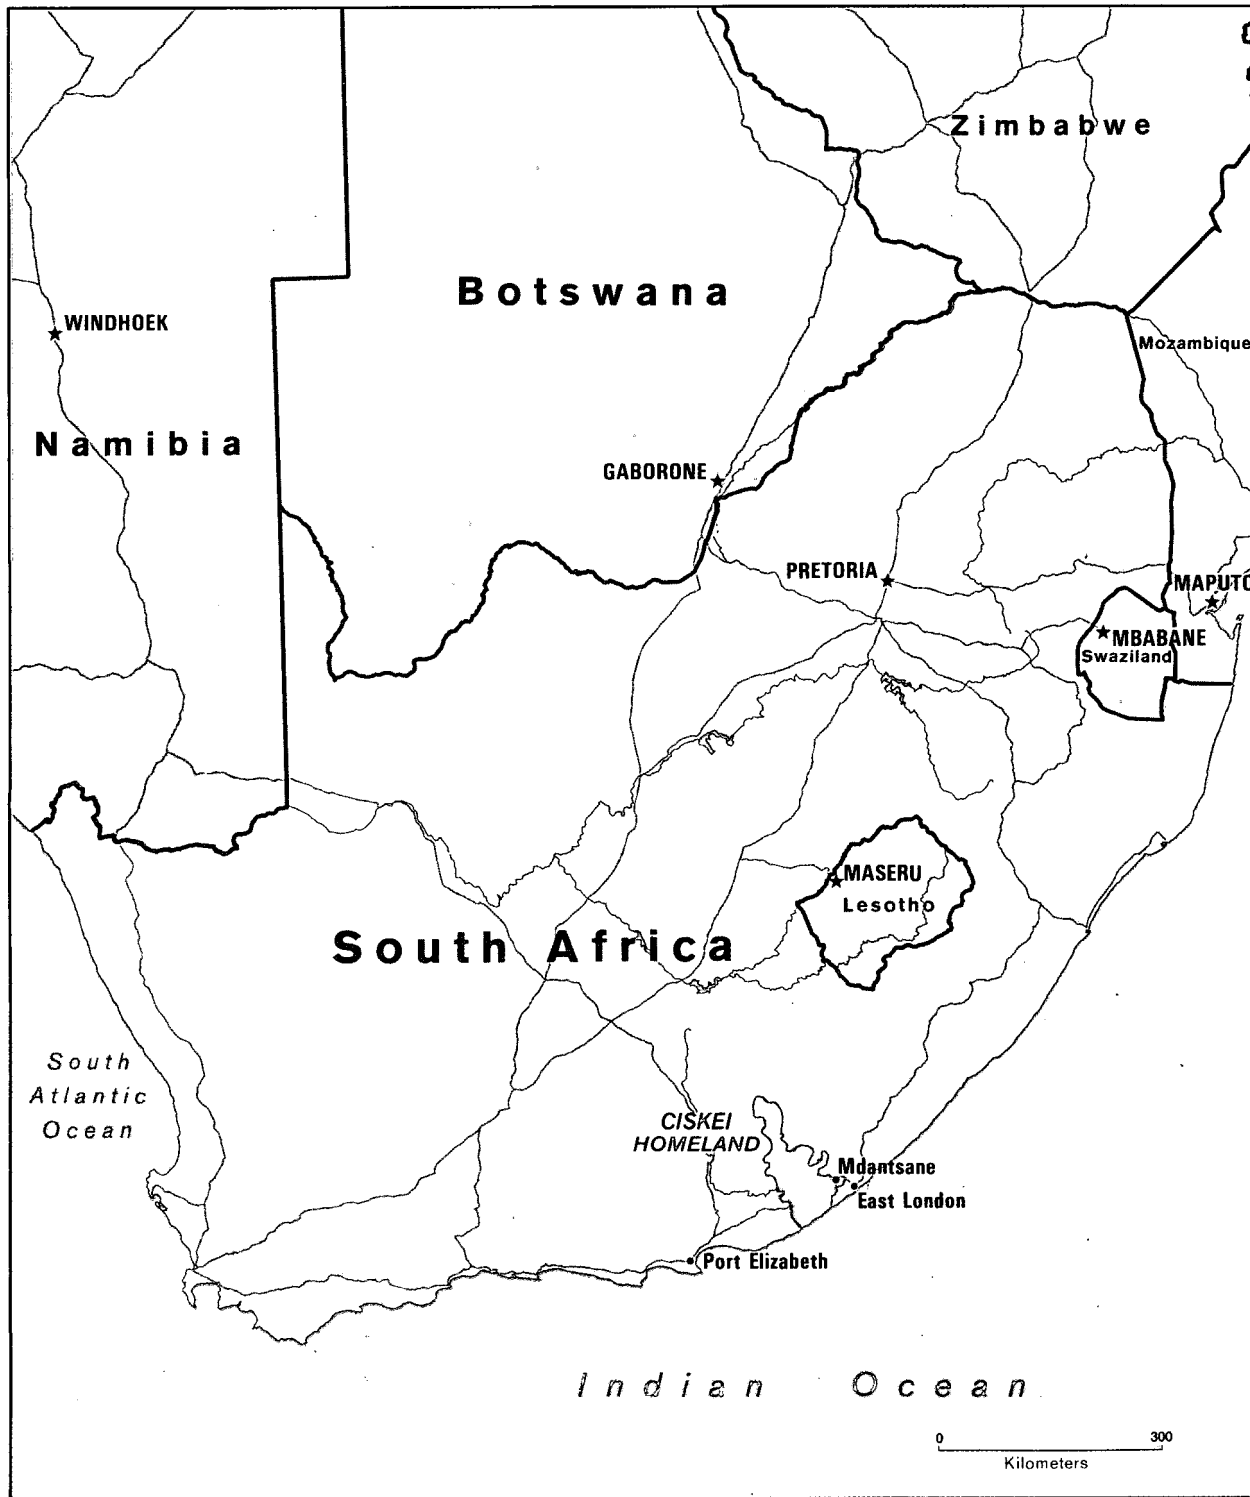 Zimbabwe
Botswana
WINDHOEK
Mozambique
Namibia
GABORONE
PRETORIA
MAPUTO
MBABANE
Swaziland
MASERU
Lesotho
South Africa
South
Atlantic
Ocean
CISKEI
HOMELAND
Mdantsane
East London
Port Elizabeth
Indian Ocean
0 300
Kilometers